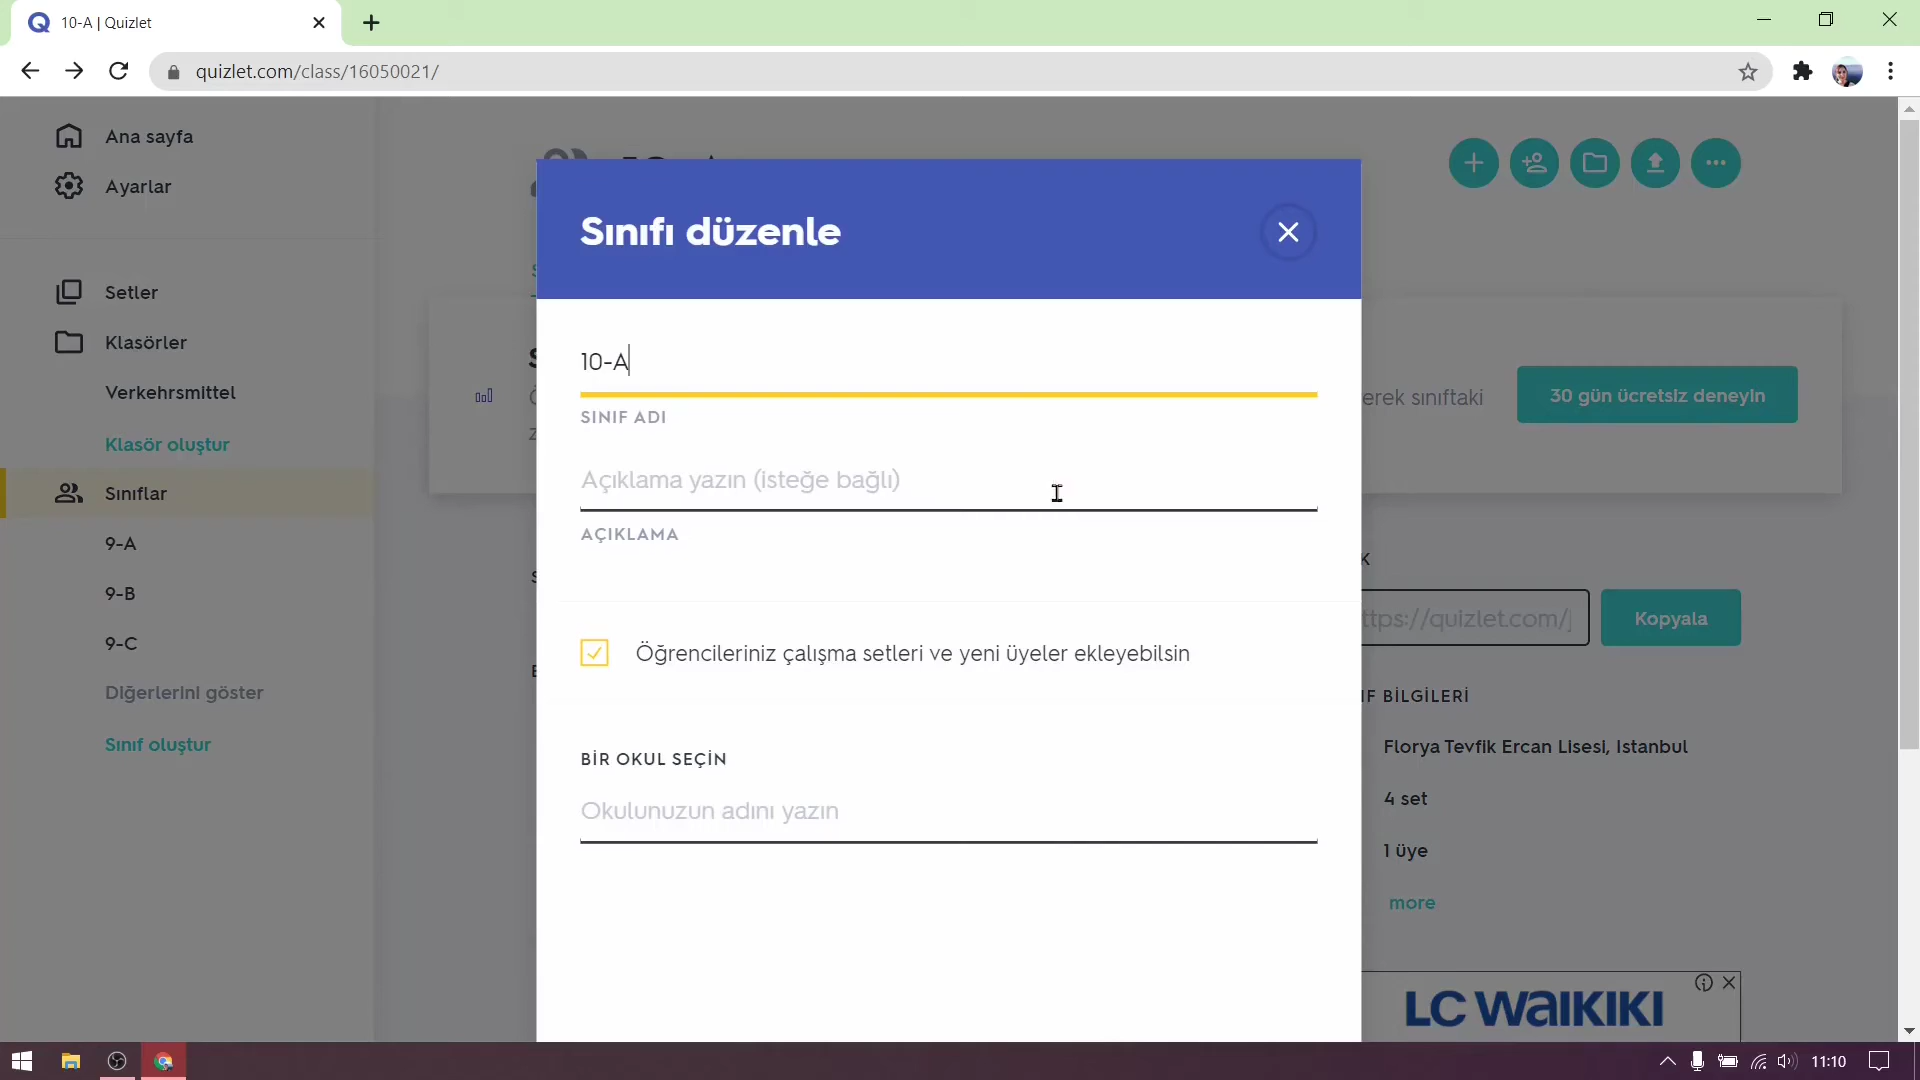 10-A | Quizlet
quizlet.com/class/16050021/
Ana sayfa
Ayarlar
Setler
Klasörler
Verkehrsmittel
Klasör oluştur
Sınıflar
9-A
9-B
9-C
Diğerlerini göster
Sınıf oluştur
Sınıfı düzenle
10-A
SINIF ADI
Açıklama yazın (isteğe bağlı)
AÇIKLAMA
Öğrencileriniz çalışma setleri ve yeni üyeler ekleyebilsin
BİR OKUL SEÇİN
Okulunuzun adını yazın
erek sınıftaki
30 gün ücretsiz deneyin
K
ttps://quizlet.com/j
Kopyala
IF BİLGİLERİ
Florya Tevfik Ercan Lisesi, Istanbul
4 set
1 üye
more
LC WAIKIKI
11:10